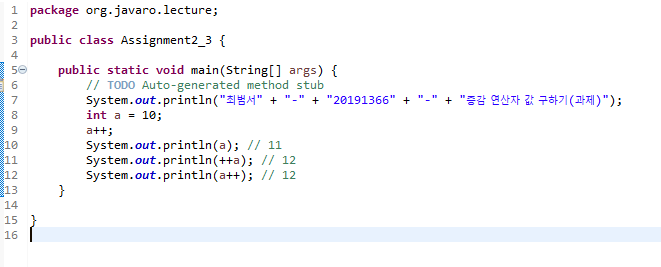 1 package org.javaro.lecture;
2
3 public class Assignment2_3 {
4
5 public static void main(String[] args) {
6 // TODO Auto-generated method stub
7 System.out.println("최범서" + "-" + "20191366" + "-" + "증감 연산자 값 구하기(과제)");
8 int a = 10;
9 a++;
10 System.out.println(a); // 11
11 System.out.println(++a); // 12
12 System.out.println(a++); // 12
13 }
14
15 }
16